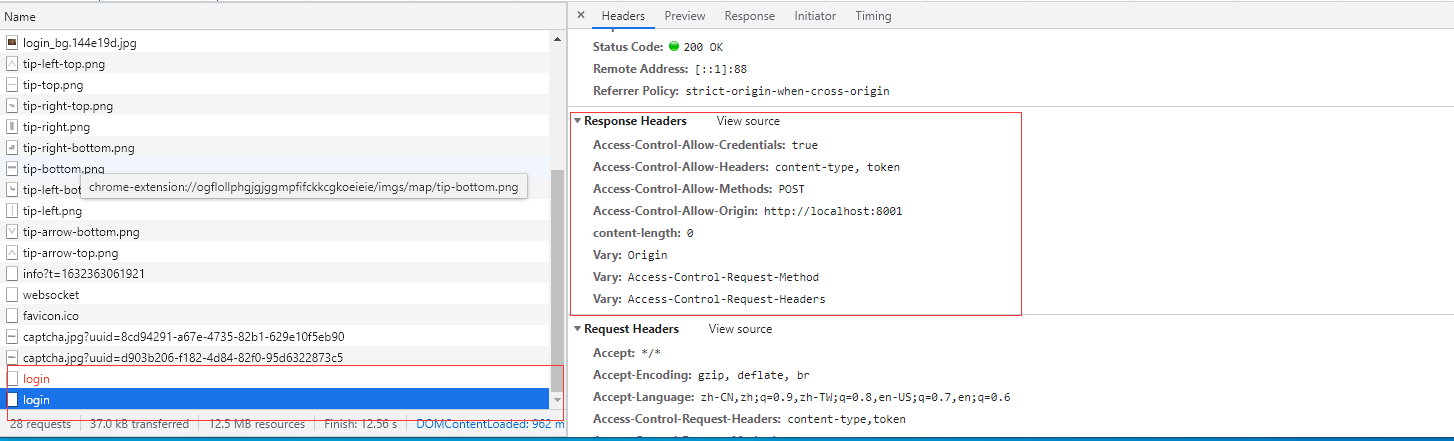 Name
login_bg.144e19d.jpg
tip-left-top.png
tip-top.png
tip-right-top.png
tip-right.png
tip-right-bottom.png
tip-bottom.png
tip-left-bot
chrome-extension://ogflollphgjgjggmpfifckkcgkoeieie/imgs/map/tip-bottom.png
tip-left.png
tip-arrow-bottom.png
tip-arrow-top.png
info?t=1632363061921
websocket
favicon.ico
captcha.jpg?uuid=8cd94291-a67e-4735-82b1-629e10f5eb90
captcha.jpg?uuid=d903b206-f182-4d84-82f0-95d6322873c5
login
login
28 requests 37.0 kB transferred 12.5 MB resources Finish: 12.56 s DOMContentLoaded: 962 m
× Headers Preview Response Initiator Timing
Status Code: 200 OK
Remote Address: [::1]:88
Referrer Policy: strict-origin-when-cross-origin
Response Headers View source
Access-Control-Allow-Credentials: true
Access-Control-Allow-Headers: content-type, token
Access-Control-Allow-Methods: POST
Access-Control-Allow-Origin: http://localhost:8001
content-length: 0
Vary: Origin
Vary: Access-Control-Request-Method
Vary: Access-Control-Request-Headers
Request Headers View source
Accept: */*
Accept-Encoding: gzip, deflate, br
Accept-Language: zh-CN,zh;q=0.9,zh-TW;q=0.8,en-US;q=0.7,en;q=0.6
Access-Control-Request-Headers: content-type,token